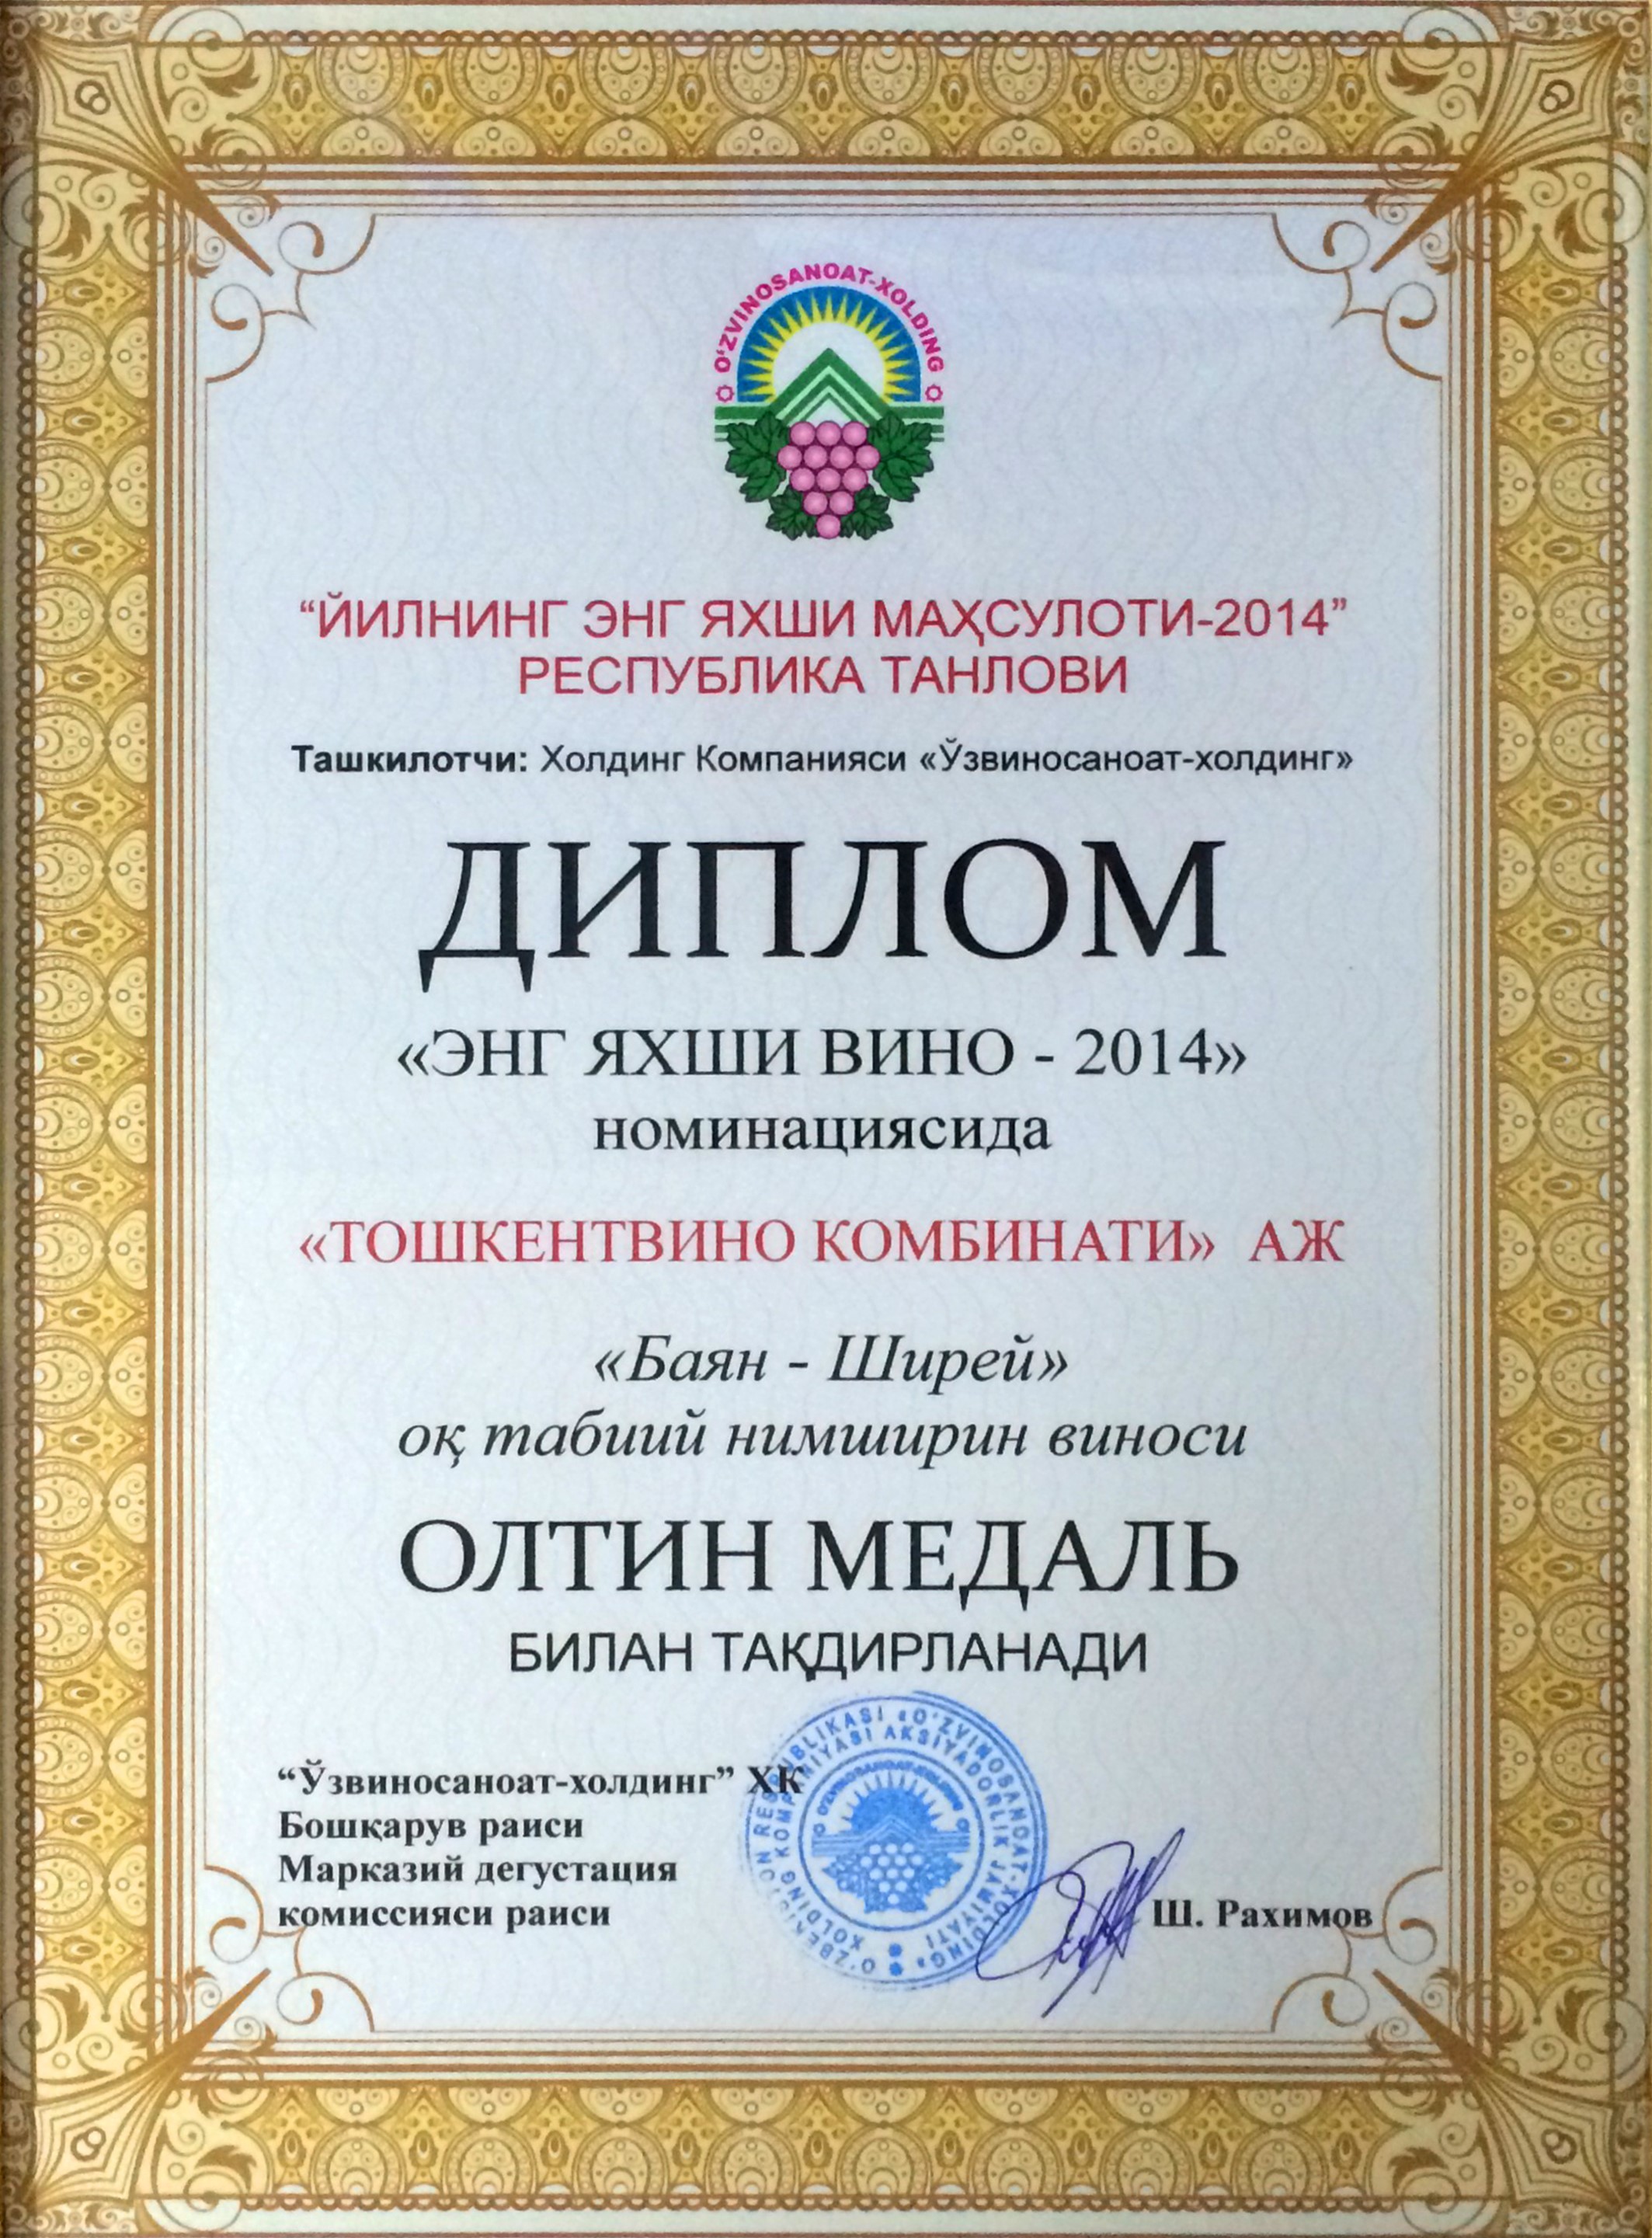 O'ZVINOSANOAT-XOLDING
“ЙИЛНИНГ ЭНГ ЯХШИ МАҲСУЛОТИ-2014”
РЕСПУБЛИКА ТАНЛОВИ
Ташкилотчи: Холдинг Компанияси «Ўзвиносаноат-холдинг»
ДИПЛОМ
«ЭНГ ЯХШИ ВИНО - 2014»
номинациясида
«ТОШКЕНТВИНО КОМБИНАТИ» АЖ
«Баян - Ширей»
оқ табиий нимширин виноси
ОЛТИН МЕДАЛЬ
БИЛАН ТАҚДИРЛАНАДИ
“Ўзвиносаноат-холдинг” ХК
Бошқарув раиси
Марказий дегустация
комиссияси раиси
Ш. Рахимов
O'ZBEKISTON RESPUBLIKASI «O'ZVINOSANOAT-XOLDING»
XOLDING KOMPANIYASI AKSIYADORLIK JAMIYATI
O'ZVINOSANOAT-XOLDING